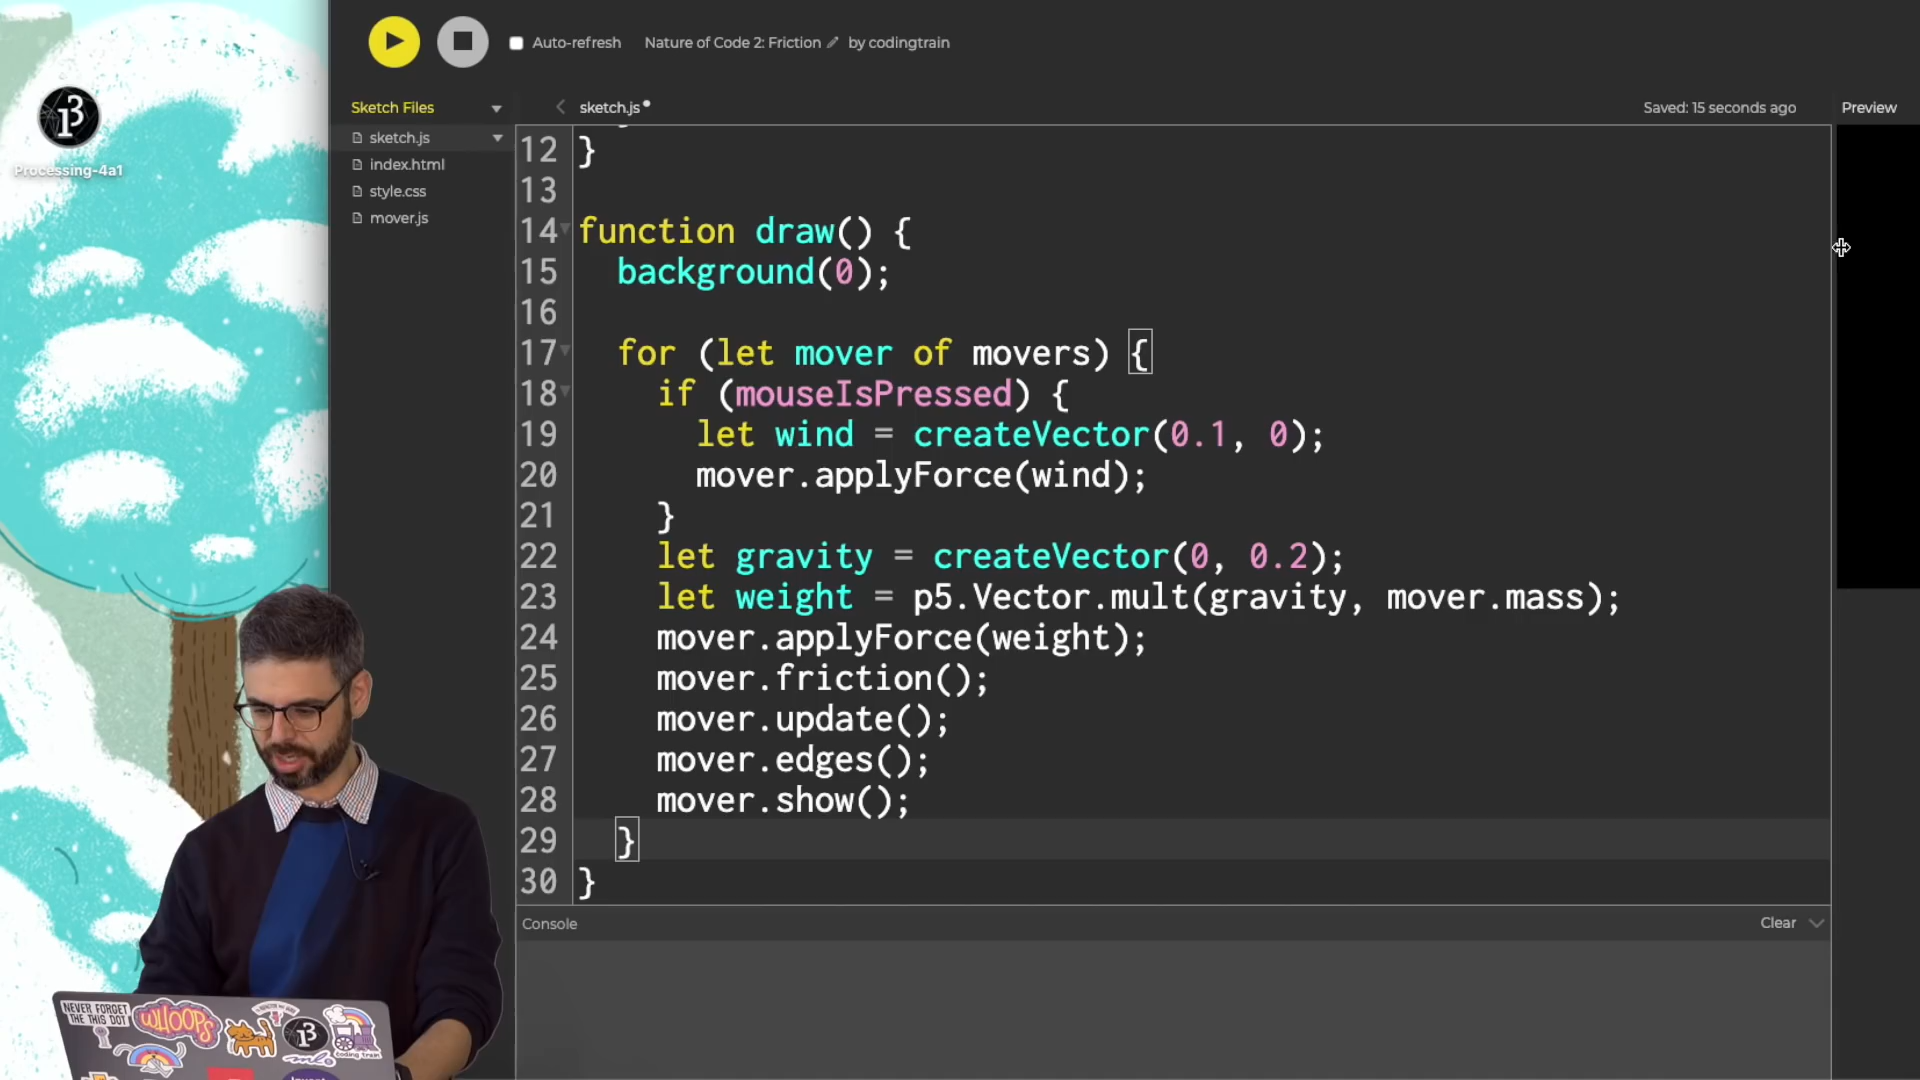 Auto-refresh
Nature of Code 2: Friction
by codingtrain
Sketch Files
sketch.js
Saved: 15 seconds ago
Preview
sketch.js
index.html
style.css
mover.js
Processing-4a1
12 }
13
14 function draw() {
15 background(0);
16
17 for (let mover of movers) {
18 if (mouseIsPressed) {
19 let wind = createVector(0.1, 0);
20 mover.applyForce(wind);
21 }
22 let gravity = createVector(0, 0.2);
23 let weight = p5.Vector.mult(gravity, mover.mass);
24 mover.applyForce(weight);
25 mover.friction();
26 mover.update();
27 mover.edges();
28 mover.show();
29 }
30 }
Console
Clear
NEVER FORGET
THE THIS DOT
WHOOPS
coding train